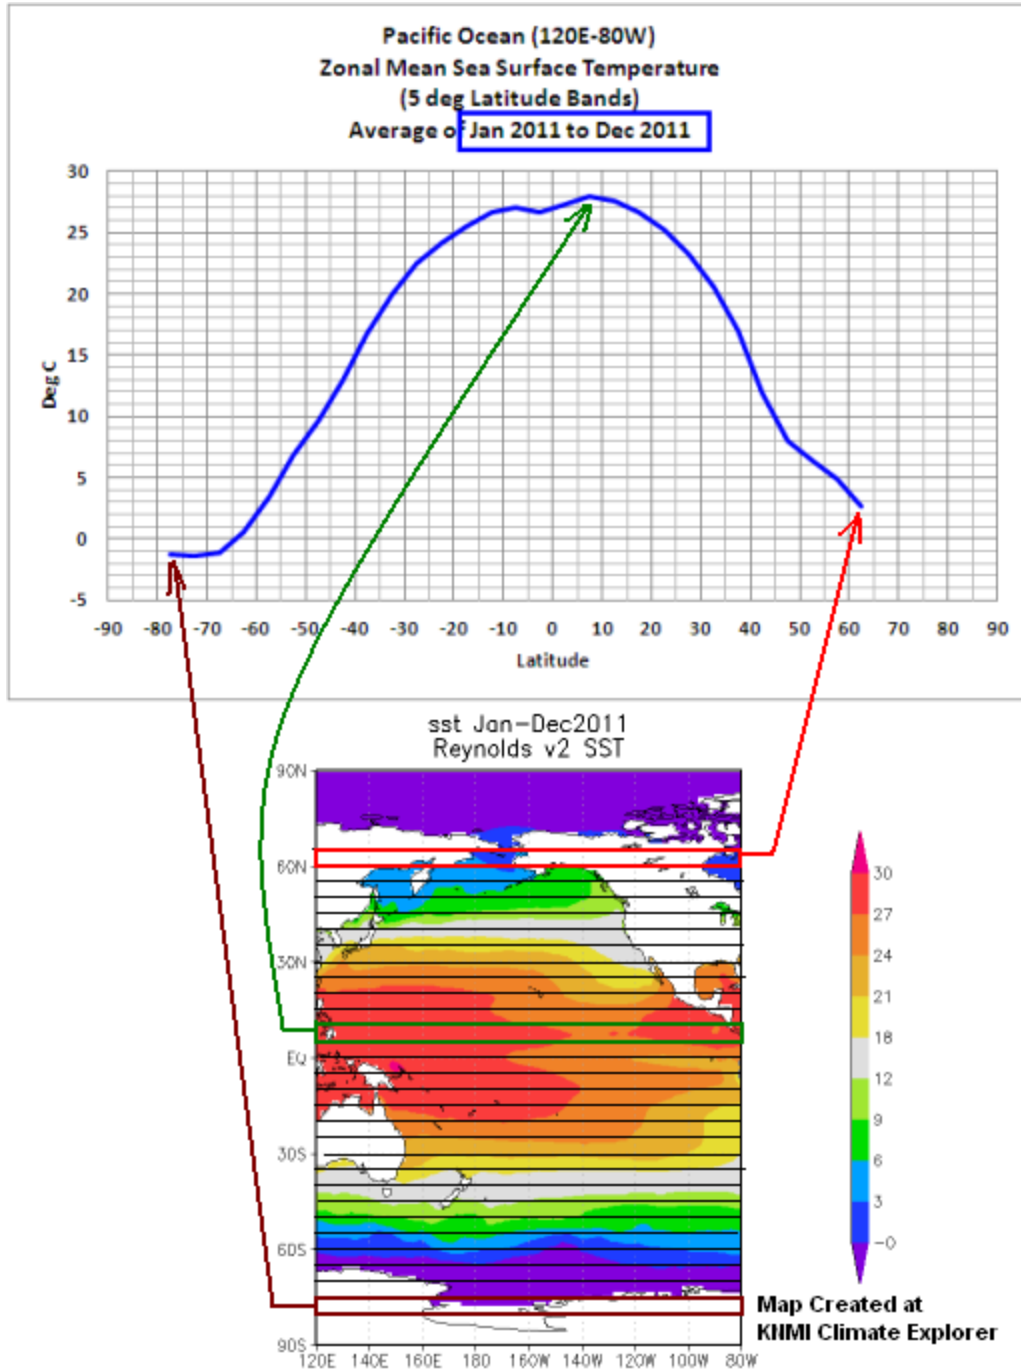 Pacific Ocean (120E-80W)
Zonal Mean Sea Surface Temperature
(5 deg Latitude Bands)
Average of Jan 2011 to Dec 2011
30
25
20
15
10
5
0
-5
Deg C
-90 -80 -70 -60 -50 -40 -30 -20 -10 0 10 20 30 40 50 60 70 80 90
Latitude
sst Jan-Dec2011
Reynolds v2 SST
90N
60N
30N
EQ
30S
60S
90S
120E 140E 160E 180 160W 140W 120W 100W 80W
30
27
24
21
18
12
9
6
3
-0
Map Created at
KNMI Climate Explorer